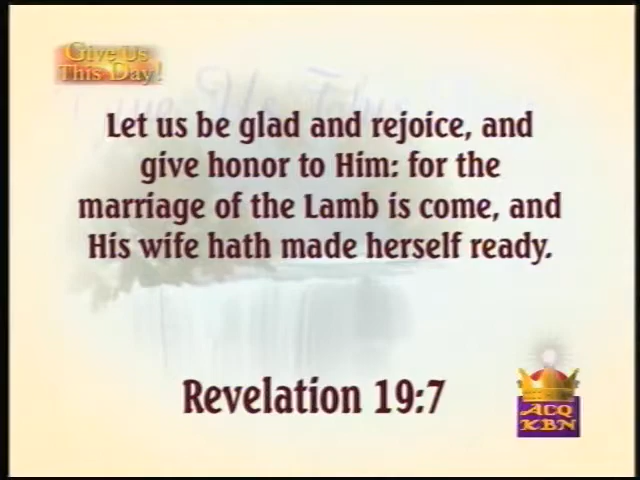 Give Us
This Day!
Let us be glad and rejoice, and
give honor to Him: for the
marriage of the Lamb is come, and
His wife hath made herself ready.
Revelation 19:7
ACQ
KBN